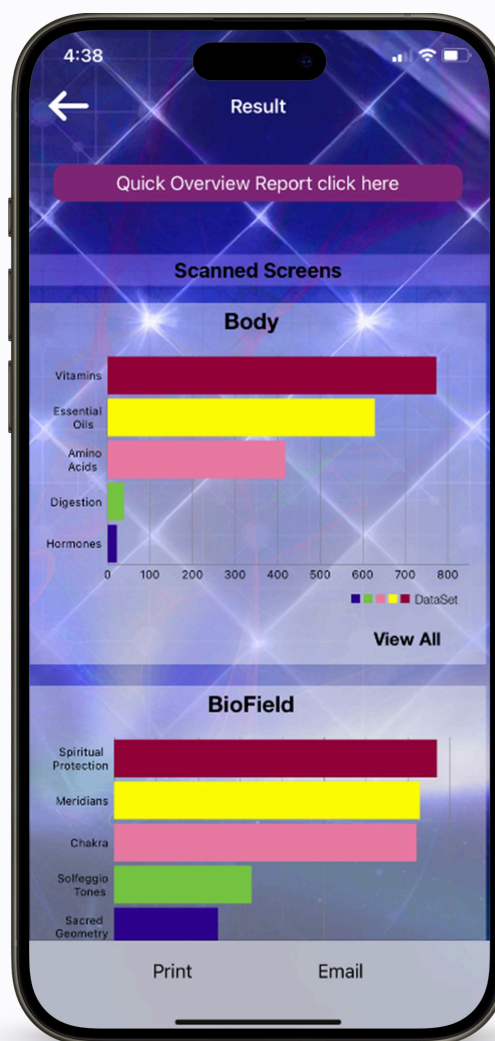 4:38
Result
Quick Overview Report click here
Scanned Screens
Body
Vitamins
Essential
Oils
Amino
Acids
Digestion
Hormones
0 100 200 300 400 500 600 700 800
DataSet
View All
BioField
Spiritual
Protection
Meridians
Chakra
Solfeggio
Tones
Sacred
Geometry
Print Email